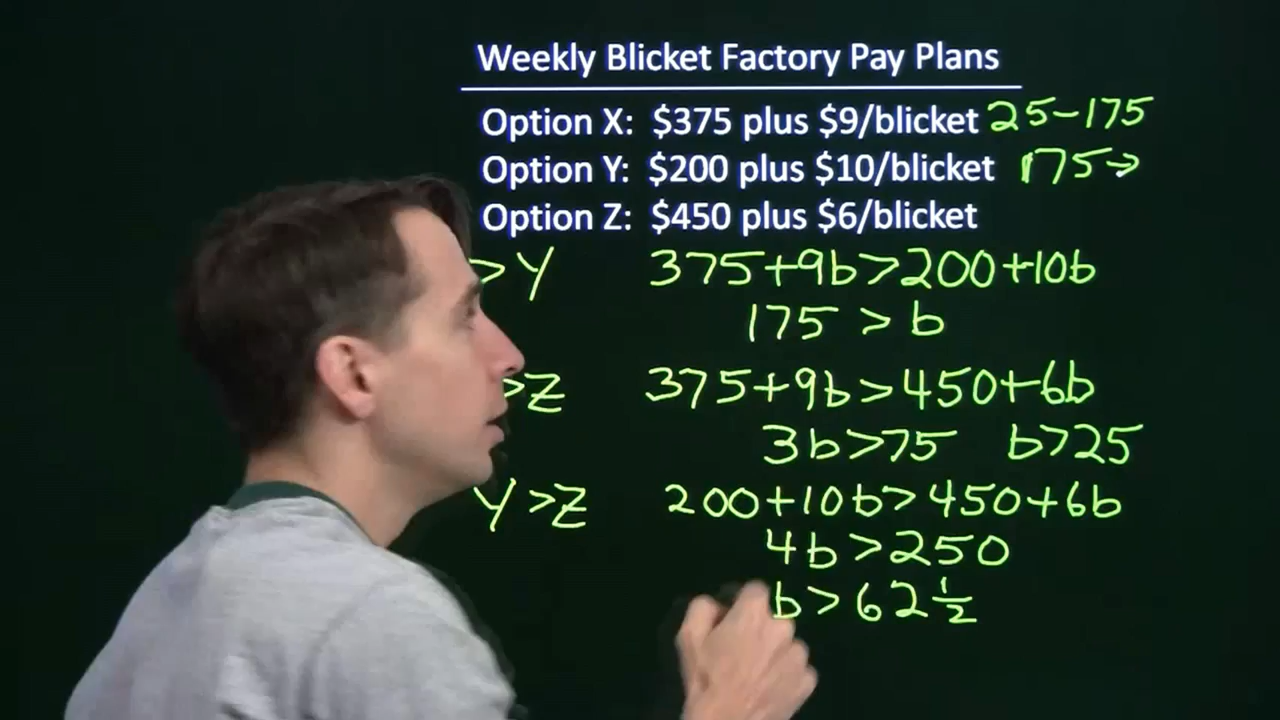 Weekly Blicket Factory Pay Plans
Option X: $375 plus $9/blicket 25-175
Option Y: $200 plus $10/blicket 175→
Option Z: $450 plus $6/blicket
>Y 375+9b>200+10b
175 > b
>Z 375+9b>450+6b
3b>75 b>25
Y>Z 200+10b>450+6b
4b>250
b>62 1/2